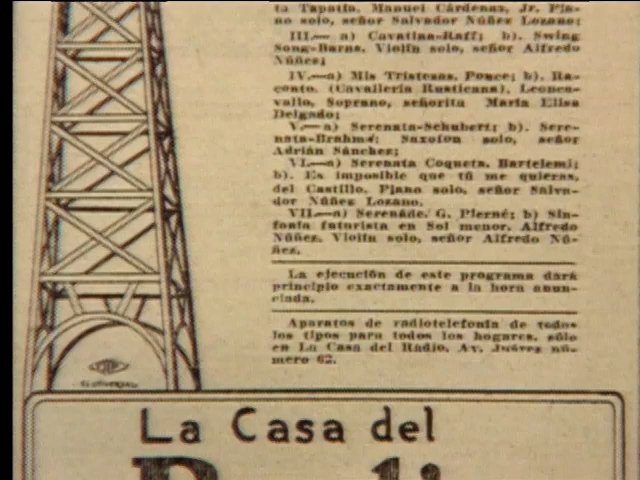 ta Tapatía, Manuel Cárdenas, Jr. Pia-
no solo, señor Salvador Núñez Lozano;
III.— a) Cavatina-Raff; b). Swing
Song-Barns. Violín solo, señor Alfredo
Núñez;
IV.—a) Mis Tristezas, Ponce; b). Ra-
conto. (Cavallería Rusticana), Leonca-
vallo, Soprano, señorita María Elisa
Delgado;
V.—a) Serenata-Schubert; b). Sere-
nata-Brahms; Saxofón solo, señor
Adrián Sánchez;
VI.—a) Serenata Coqueta, Bartelemi;
b). Es imposible que tú me quieras,
del Castillo. Piano solo, señor Salva-
dor Núñez Lozano.
VII.—a) Serenade. G. Pierné; b) Sin-
fonía futurista en Sol menor. Alfredo
Núñez. Violín solo, señor Alfredo Nú-
ñez.
La ejecución de este programa dará
principio exactamente a la hora anun-
ciada.
Aparatos de radiotelefonía de todos
los tipos para todos los hogares, sólo
en La Casa del Radio, Av. Juárez nú-
mero 62.
EL UNIVERSAL
La Casa del